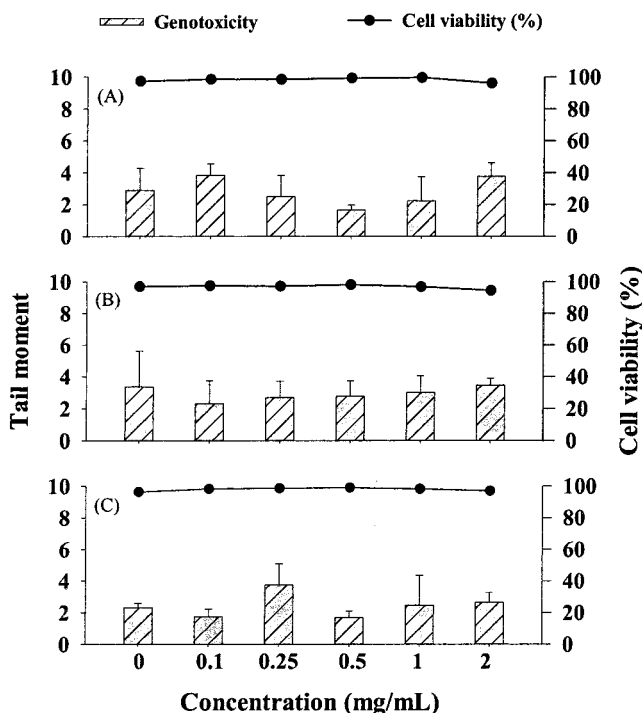 Genotoxicity Cell viability (%)
10 100
(A)
8 80
6 60
4 40
2 20
0 0
10 100
(B)
8 80
6 60
4 40
2 20
0 0
10 100
(C)
8 80
6 60
4 40
2 20
0 0
Tail moment
Cell viability (%)
0 0.1 0.25 0.5 1 2
Concentration (mg/mL)